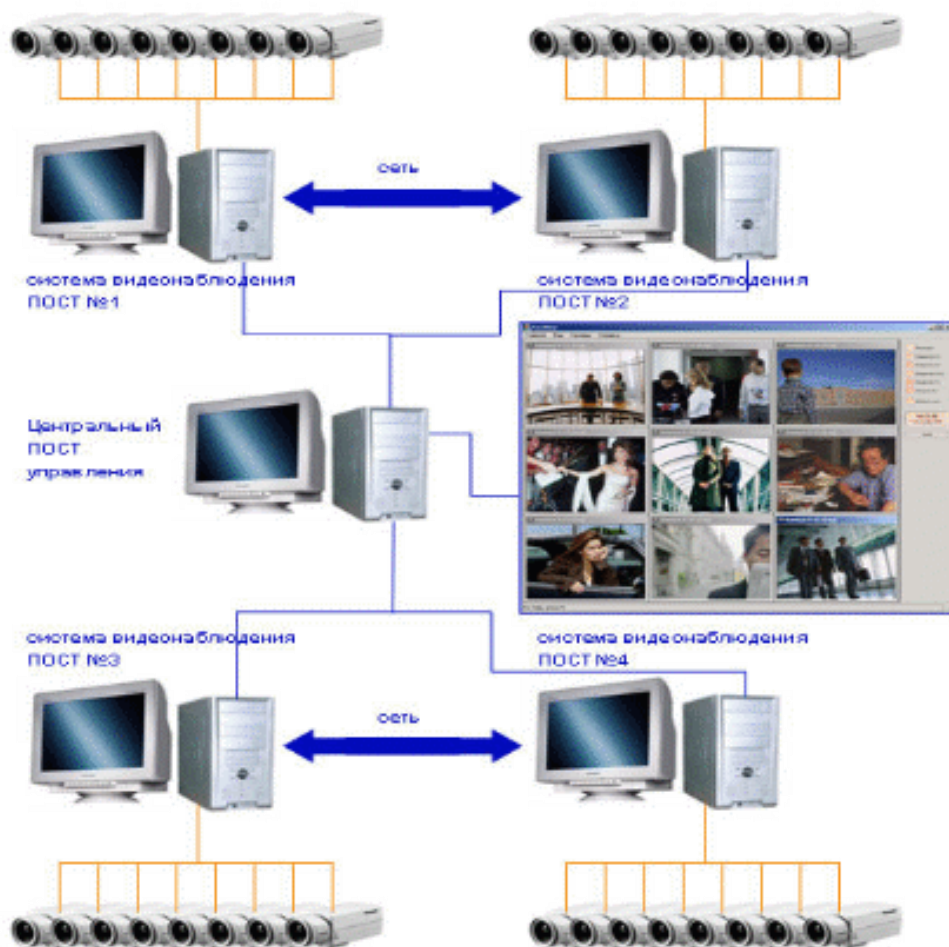 сеть
система видеонаблюдения
ПОСТ №1
система видеонаблюдения
ПОСТ №2
Центральный
ПОСТ
управления
система видеонаблюдения
ПОСТ №3
система видеонаблюдения
ПОСТ №4
сеть